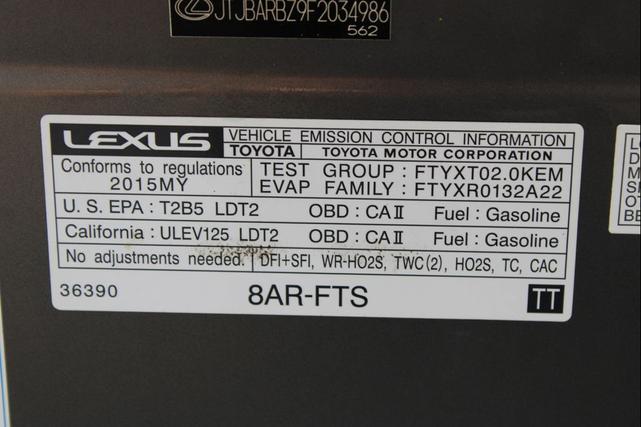 JTJBARBZ9F2034986
562
LEXUS VEHICLE EMISSION CONTROL INFORMATION
TOYOTA TOYOTA MOTOR CORPORATION
Conforms to regulations TEST GROUP : FTYXT02.0KEM
2015MY EVAP FAMILY : FTYXR0132A22
U. S. EPA : T2B5 LDT2 OBD : CAⅡ Fuel : Gasoline
California : ULEV125 LDT2 OBD : CAⅡ Fuel : Gasoline
No adjustments needed. DFI+SFI, WR-HO2S, TWC(2), HO2S, TC, CAC
36390 8AR-FTS TT